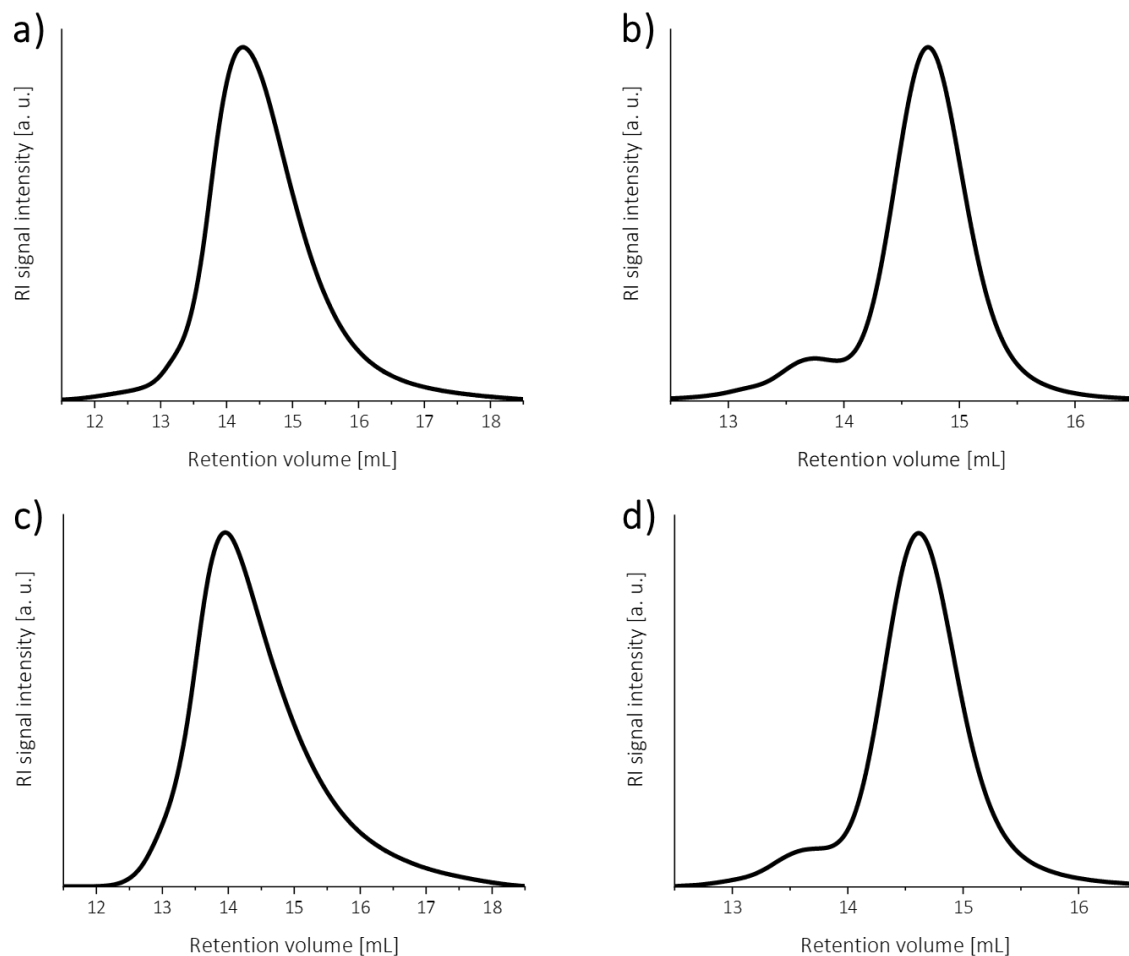 a)
RI signal intensity [a. u.]
12 13 14 15 16 17 18
Retention volume [mL]
b)
RI signal intensity [a. u.]
13 14 15 16
Retention volume [mL]
c)
RI signal intensity [a. u.]
12 13 14 15 16 17 18
Retention volume [mL]
d)
RI signal intensity [a. u.]
13 14 15 16
Retention volume [mL]